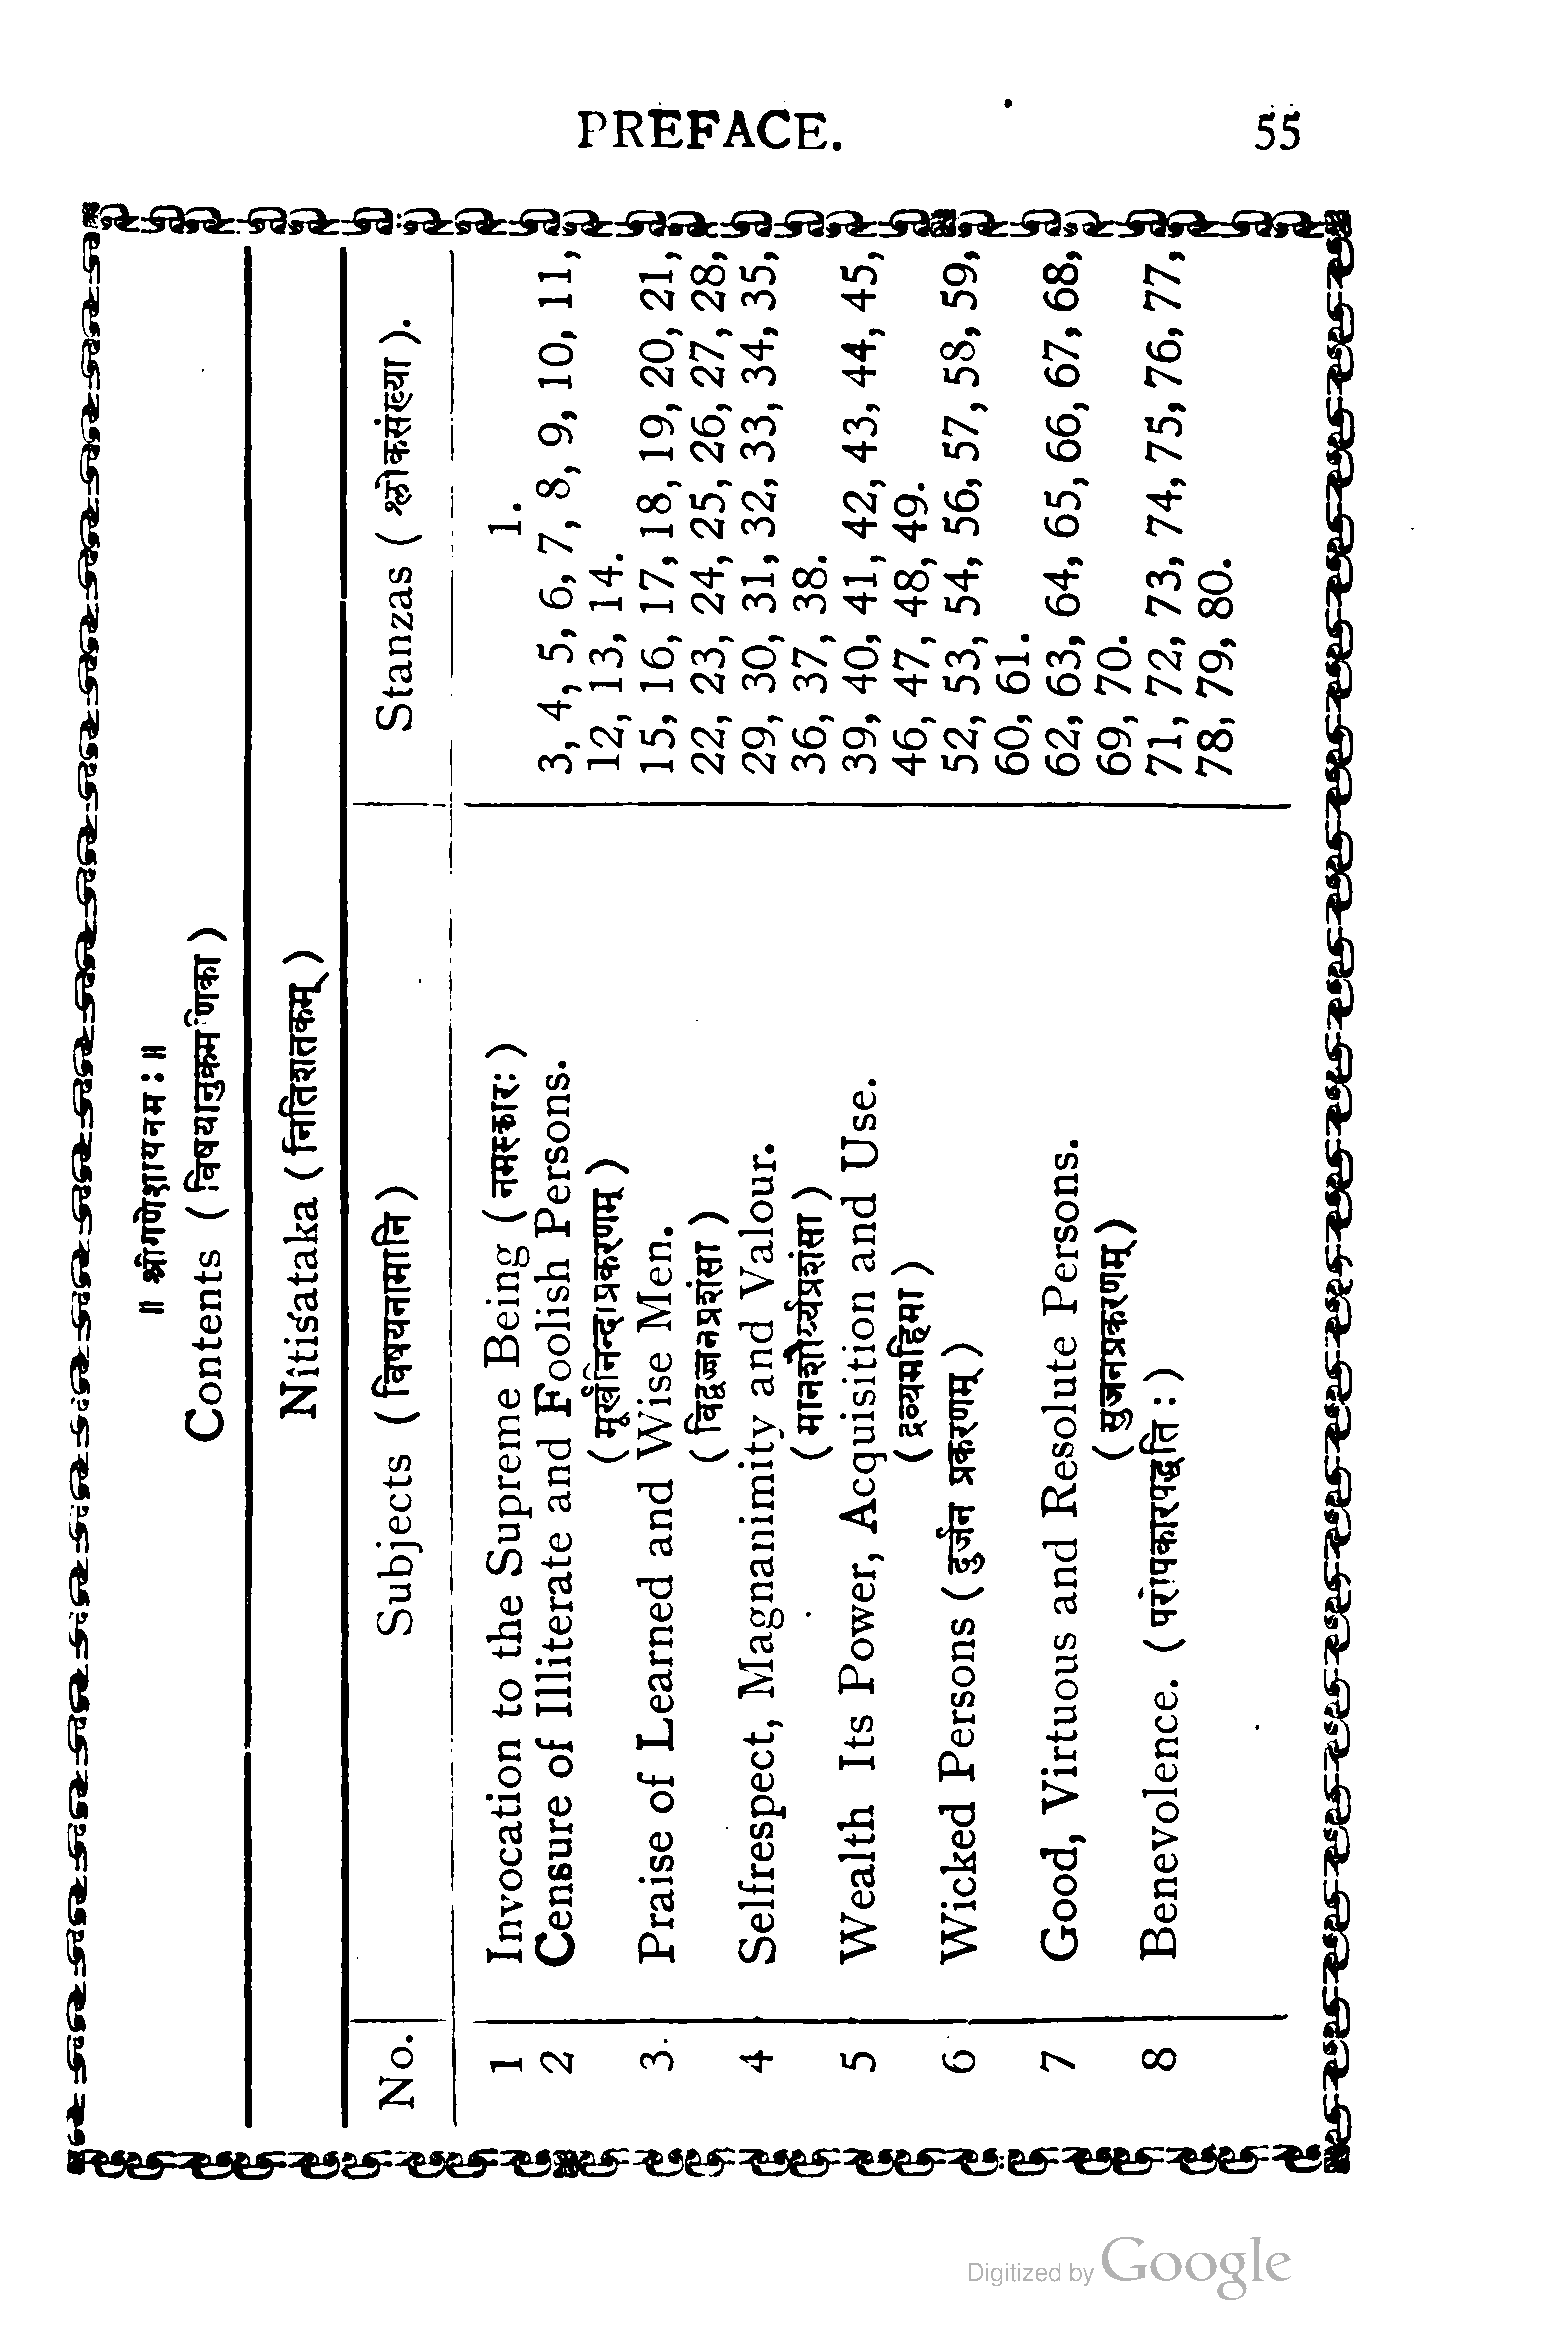 PREFACE.
55
॥ श्रीगणेशायनमः ॥
Contents ( विषयानुक्रमणिका )
Nitiśataka ( नितिशतकम् )
No. Subjects ( विषयनामानि ) Stanzas ( श्लोकसंख्या ).
1 Invocation to the Supreme Being ( नमस्कारः ) 1.
2 Censure of Illiterate and Foolish Persons. 3, 4, 5, 6, 7, 8, 9, 10, 11,
( मूर्खनिन्दाप्रकरणम् ) 12, 13, 14.
3. Praise of Learned and Wise Men. 15, 16, 17, 18, 19, 20, 21,
( विद्वज्जनप्रशंसा ) 22, 23, 24, 25, 26, 27, 28,
4 Selfrespect, Magnanimity and Valour. 29, 30, 31, 32, 33, 34, 35,
( मानशौर्य्यप्रशंसा ) 36, 37, 38.
5 Wealth Its Power, Acquisition and Use. 39, 40, 41, 42, 43, 44, 45,
( द्रव्यमहिमा ) 46, 47, 48, 49.
6 Wicked Persons ( दुर्जन प्रकरणम् ) 52, 53, 54, 56, 57, 58, 59,
60, 61.
7 Good, Virtuous and Resolute Persons. 62, 63, 64, 65, 66, 67, 68,
( सुजनप्रकरणम् ) 69, 70.
8 Benevolence. ( परोपकारपद्धति : ) 71, 72, 73, 74, 75, 76, 77,
78, 79, 80.
Digitized by Google